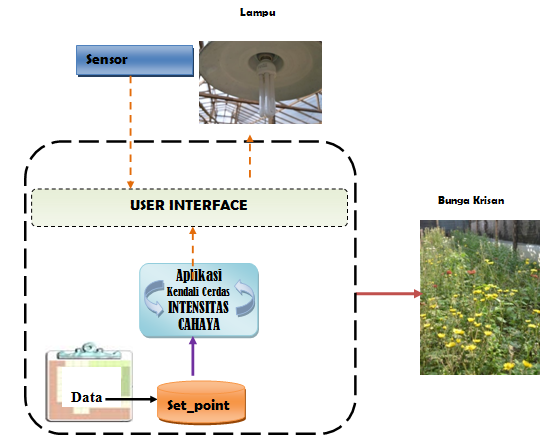 Lampu
Sensor
USER INTERFACE
Bunga Krisan
Aplikasi
Kendali Cerdas
INTENSITAS
CAHAYA
Data
Set_point